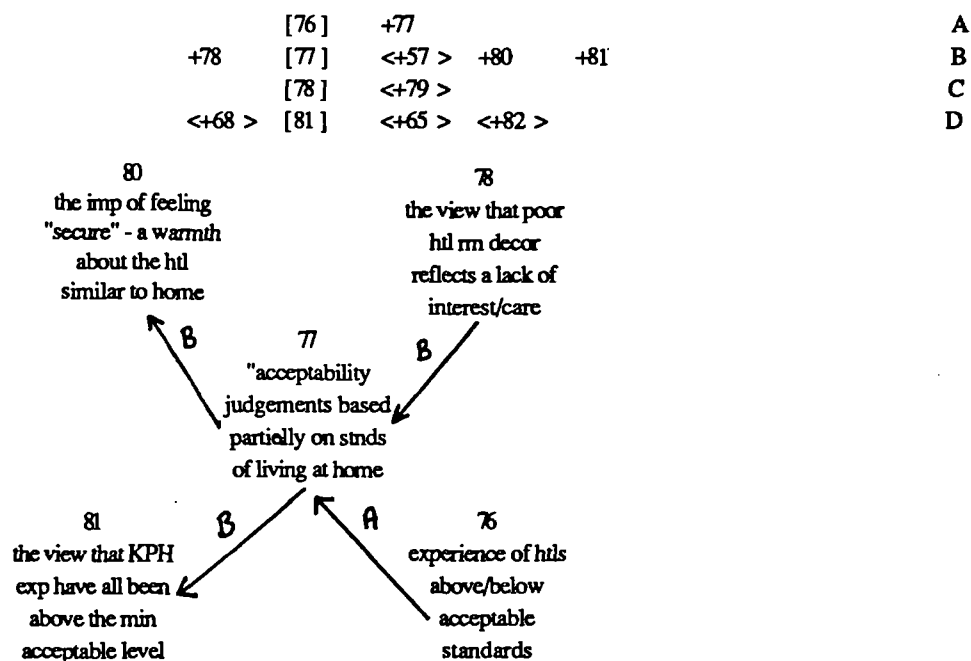 [76] +77 A
+78 [77] <+57 > +80 +81 B
[78] <+79 > C
<+68 > [81] <+65 > <+82 > D
80
the imp of feeling
"secure" - a warmth
about the htl
similar to home
78
the view that poor
htl rm decor
reflects a lack of
interest/care
B
B
77
"acceptability
judgements based
partially on stnds
of living at home
B
A
81
the view that KPH
exp have all been
above the min
acceptable level
76
experience of htls
above/below
acceptable
standards